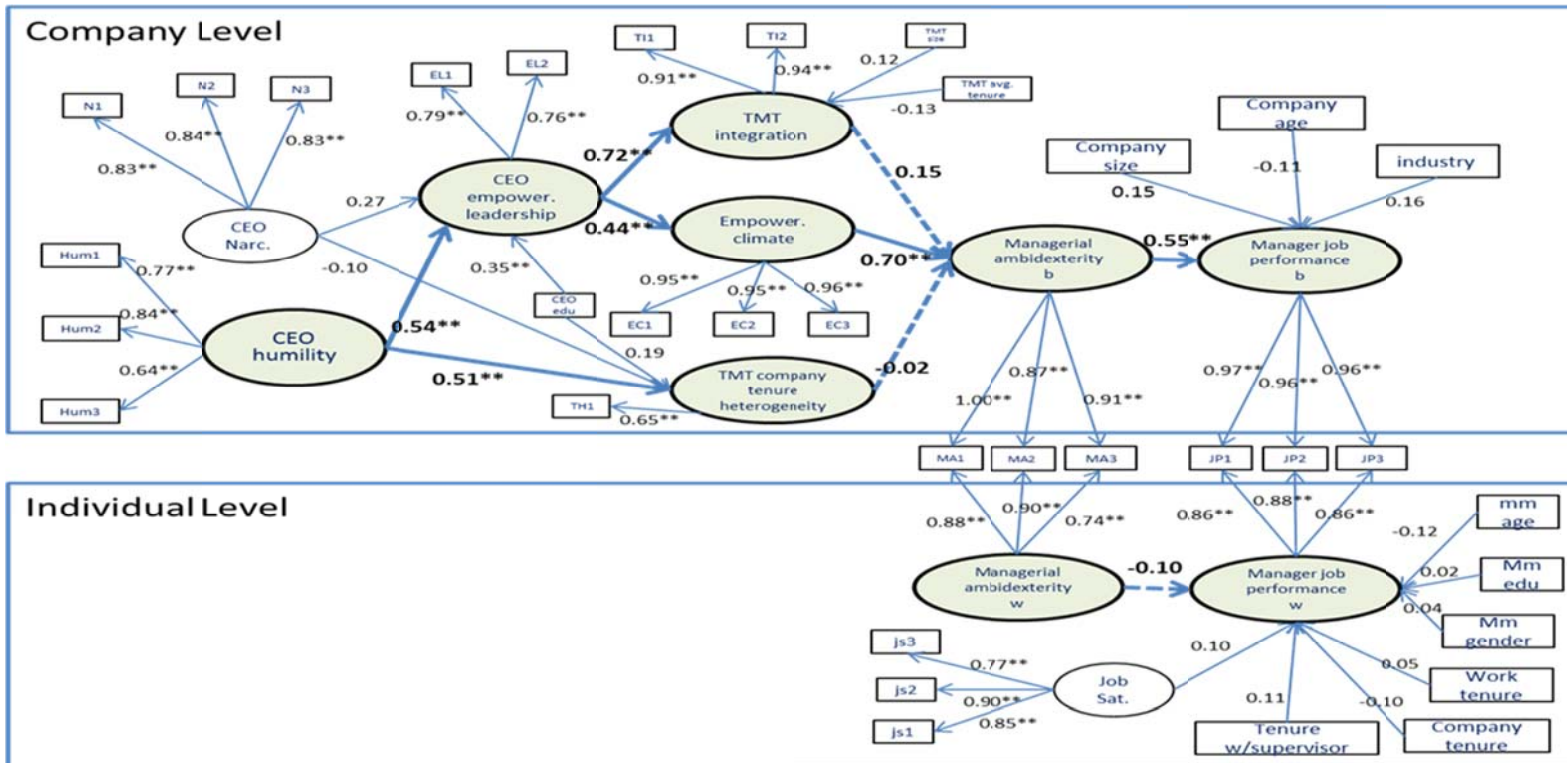 Company Level
TI1
TI2
TMT
size
N1
N2
N3
EL1
EL2
0.91**
0.94**
0.12
TMT avg.
tenure
-0.13
0.83**
0.84**
0.83**
0.79**
0.76**
TMT
integration
Company
age
Company
size
industry
0.72**
0.15
-0.11
0.15
0.16
CEO
empower.
leadership
0.27
CEO
Narc.
0.44**
Empower.
climate
Managerial
ambidexterity
b
0.55**
Manager job
performance
b
Hum1
0.77**
-0.10
0.35**
0.70**
0.95**
0.95**
0.96**
CEO
edu
Hum2
0.84**
EC1
EC2
EC3
CEO
humility
0.54**
0.19
Hum3
0.64**
0.51**
TMT company
tenure
heterogeneity
-0.02
TH1
0.65**
1.00**
0.87**
0.91**
0.97**
0.96**
0.96**
MA1
MA2
MA3
JP1
JP2
JP3
Individual Level
0.88**
0.90**
0.74**
0.86**
0.88**
0.86**
mm
age
-0.12
Managerial
ambidexterity
w
-0.10
Manager job
performance
w
0.02
Mm
edu
0.04
Mm
gender
js3
0.77**
0.10
0.05
Work
tenure
js2
0.90**
Job
Sat.
js1
0.85**
0.11
-0.10
Tenure
w/supervisor
Company
tenure